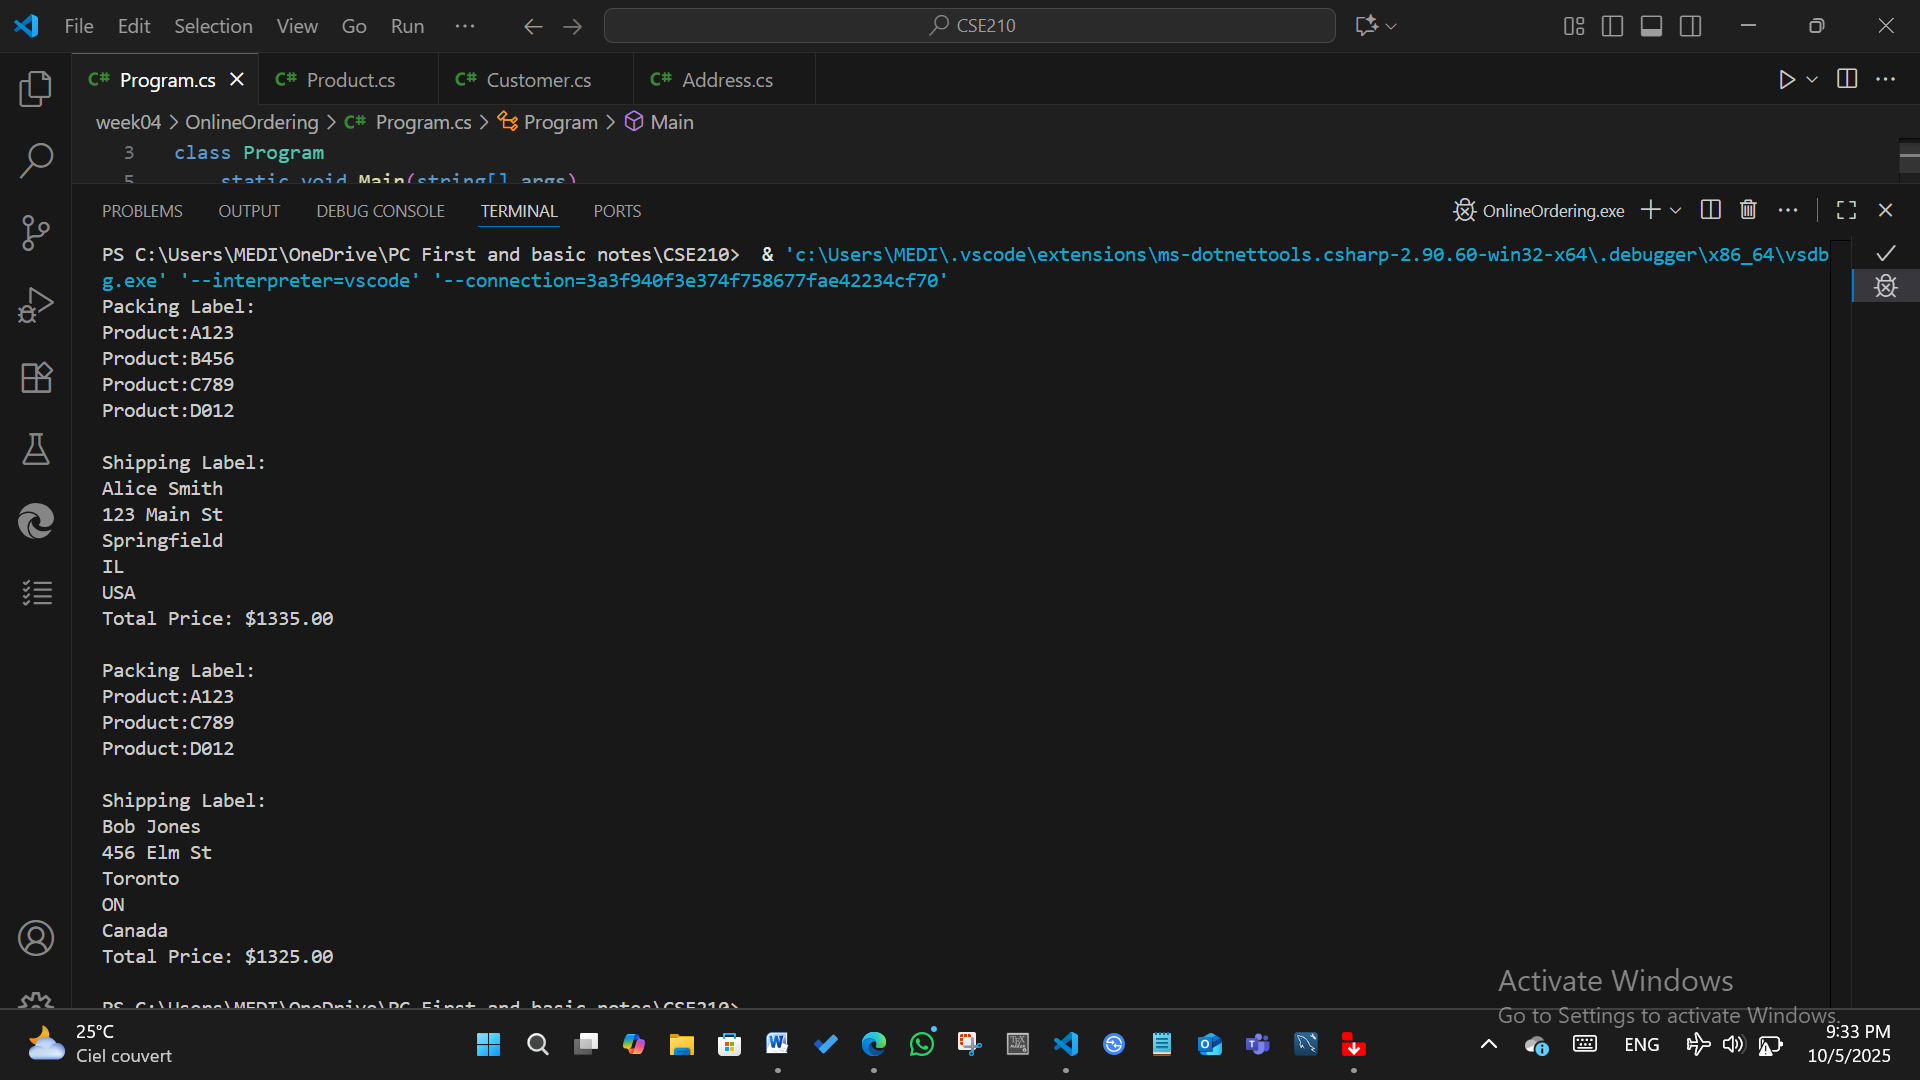 File Edit Selection View Go Run ··· CSE210
C# Program.cs C# Product.cs C# Customer.cs C# Address.cs
week04 > OnlineOrdering > C# Program.cs > Program > Main
3 class Program
5 static void Main(string[] args)
PROBLEMS OUTPUT DEBUG CONSOLE TERMINAL PORTS OnlineOrdering.exe
PS C:\Users\MEDI\OneDrive\PC First and basic notes\CSE210>  & 'c:\Users\MEDI\.vscode\extensions\ms-dotnettools.csharp-2.90.60-win32-x64\.debugger\x86_64\vsdb
g.exe' '--interpreter=vscode' '--connection=3a3f940f3e374f758677fae42234cf70'
Packing Label:
Product:A123
Product:B456
Product:C789
Product:D012
Shipping Label:
Alice Smith
123 Main St
Springfield
IL
USA
Total Price: $1335.00
Packing Label:
Product:A123
Product:C789
Product:D012
Shipping Label:
Bob Jones
456 Elm St
Toronto
ON
Canada
Total Price: $1325.00
PS C:\Users\MEDI\OneDrive\PC First and basic notes\CSE210>
Activate Windows
Go to Settings to activate Windows.
25°C
Ciel couvert
ENG
9:33 PM
10/5/2025